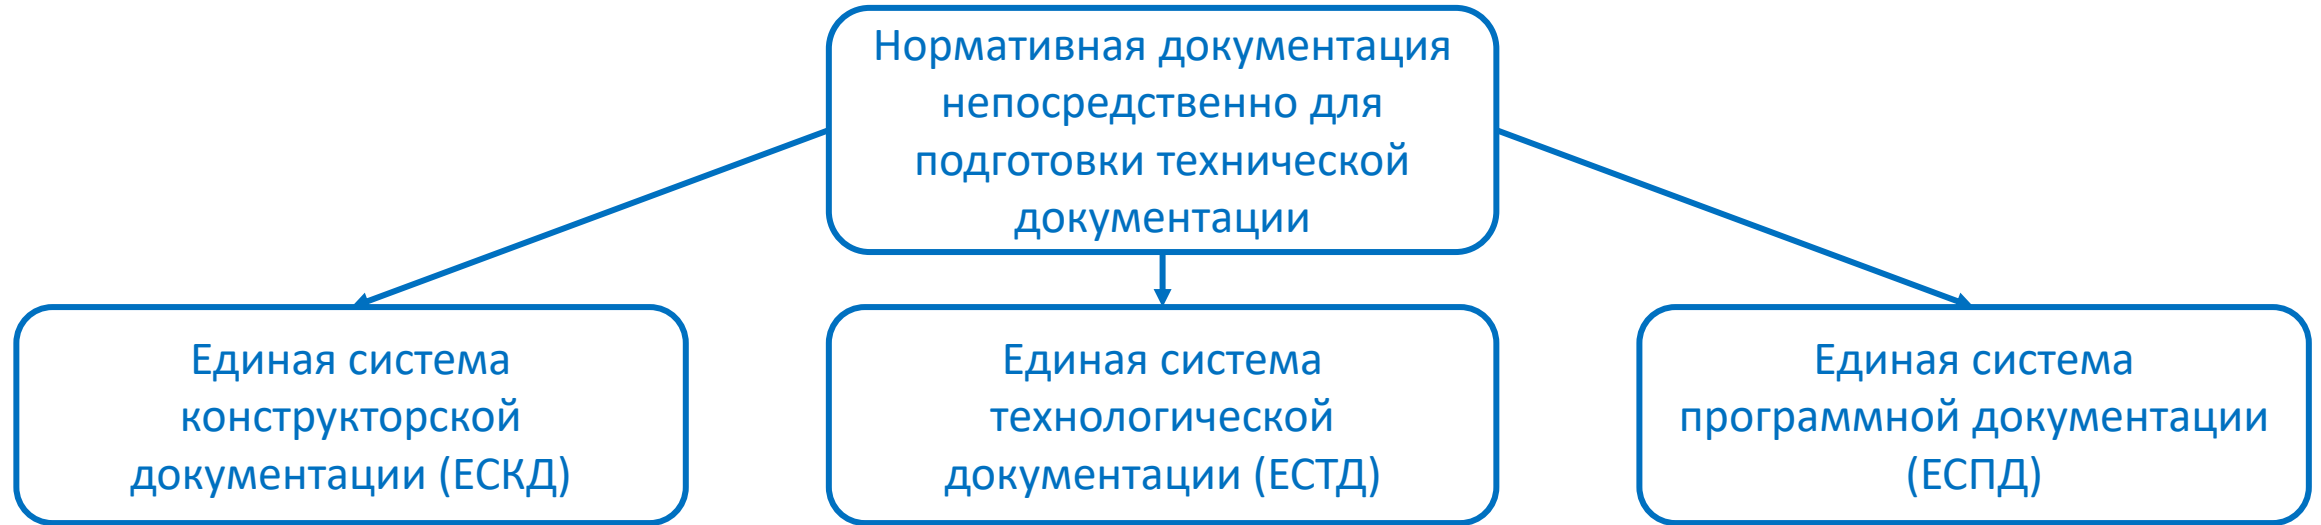 Нормативная документация
непосредственно для
подготовки технической
документации
Единая система
конструкторской
документации (ЕСКД)
Единая система
технологической
документации (ЕСТД)
Единая система
программной документации
(ЕСПД)